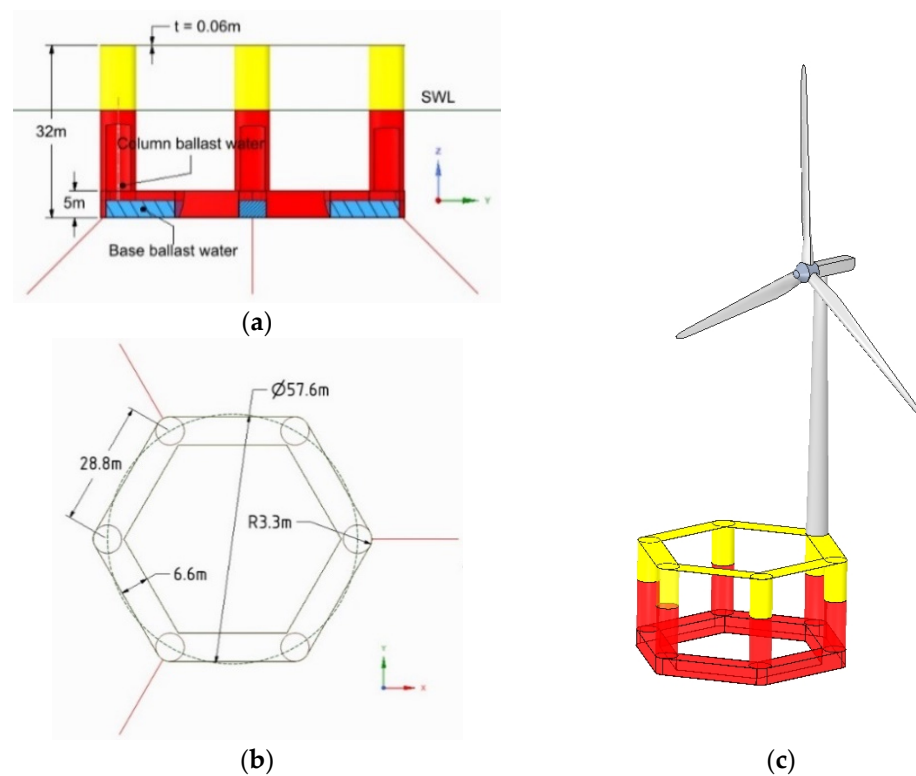 t = 0.06m
SWL
32m
Column ballast water
5m
Base ballast water
Z
Y
(a)
Ø57.6m
28.8m
R3.3m
6.6m
Y
X
(b)
(c)